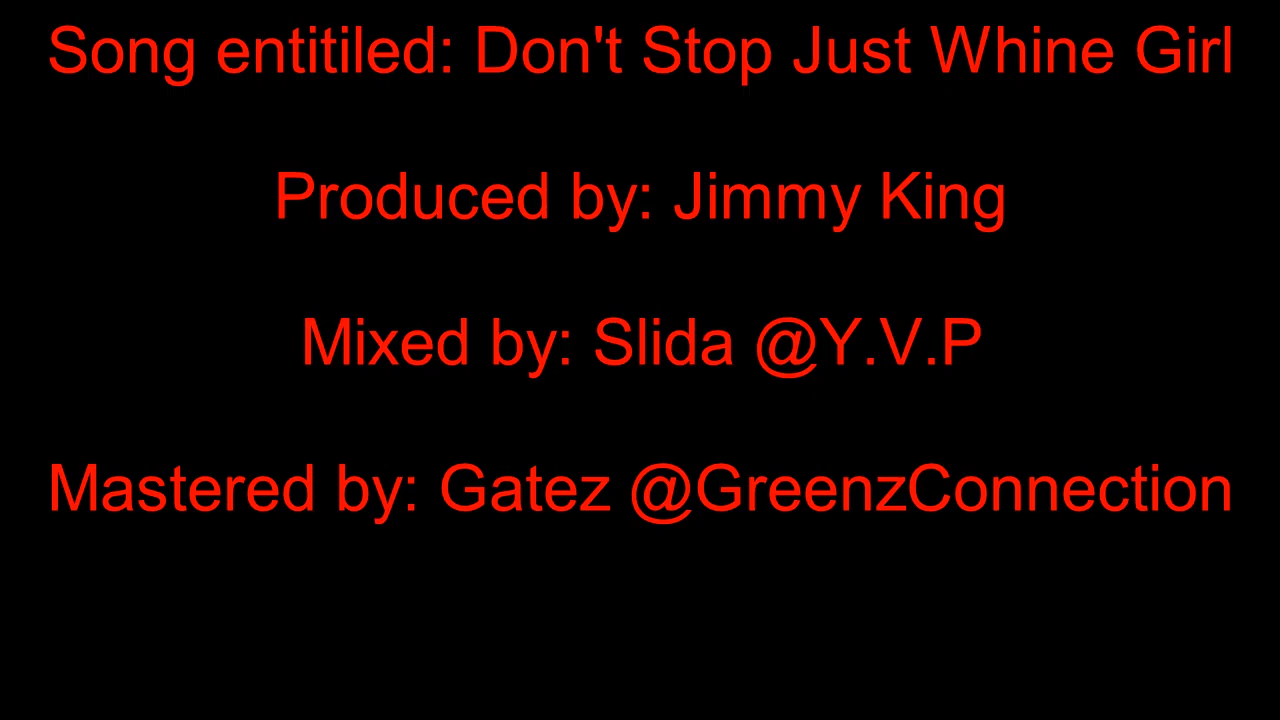 Song entitiled: Don't Stop Just Whine Girl
Produced by: Jimmy King
Mixed by: Slida @Y.V.P
Mastered by: Gatez @GreenzConnection